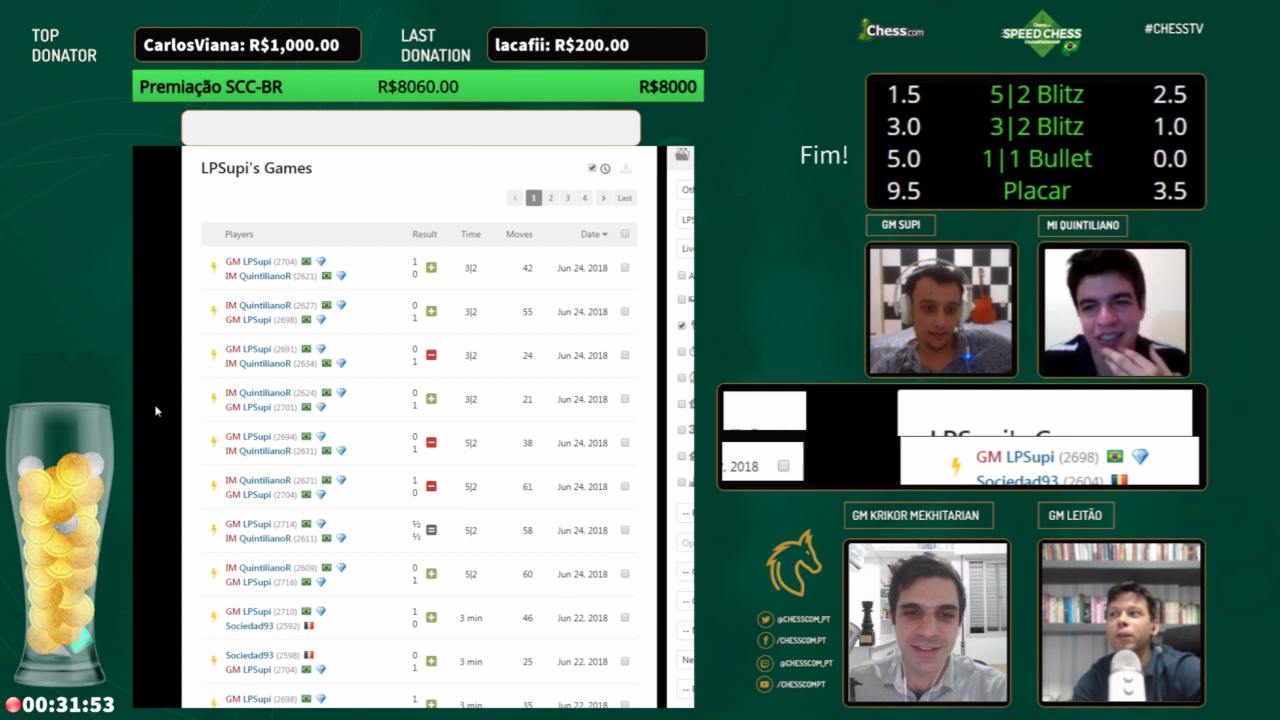 TOP
DONATOR
CarlosViana: R$1,000.00
LAST
DONATION
lacafii: R$200.00
Premiação SCC-BR R$8060.00 R$8000
Chess.com
Chess.com
SPEED CHESS
CHAMPIONSHIP
#CHESSTV
1.5 5|2 Blitz 2.5
3.0 3|2 Blitz 1.0
Fim! 5.0 1|1 Bullet 0.0
9.5 Placar 3.5
GM SUPI MI QUINTILIANO
LPSupi's Games
1 2 3 4 Last
Players Result Time Moves Date
GM LPSupi (2704) 1
IM QuintilianoR (2621) 0 3|2 42 Jun 24, 2018
IM QuintilianoR (2627) 0
GM LPSupi (2698) 1 3|2 55 Jun 24, 2018
GM LPSupi (2691) 0
IM QuintilianoR (2634) 1 3|2 24 Jun 24, 2018
IM QuintilianoR (2624) 0
GM LPSupi (2701) 1 3|2 21 Jun 24, 2018
GM LPSupi (2694) 0
IM QuintilianoR (2631) 1 5|2 38 Jun 24, 2018
IM QuintilianoR (2621) 1
GM LPSupi (2704) 0 5|2 61 Jun 24, 2018
GM LPSupi (2714) ½
IM QuintilianoR (2611) ½ 5|2 58 Jun 24, 2018
IM QuintilianoR (2609) 0
GM LPSupi (2716) 1 5|2 60 Jun 24, 2018
GM LPSupi (2710) 1
Sociedad93 (2592) 0 3 min 46 Jun 22, 2018
Sociedad93 (2598) 0
GM LPSupi (2704) 1 3 min 25 Jun 22, 2018
GM LPSupi (2698) 1 3 min 35 Jun 22, 2018
, 2018
GM LPSupi (2698)
Sociedad93 (2604)
GM KRIKOR MEKHITARIAN GM LEITÃO
@CHESSCOM_PT
/CHESSCOM.PT
@CHESSCOM_PT
/CHESSCOMPT
00:31:53